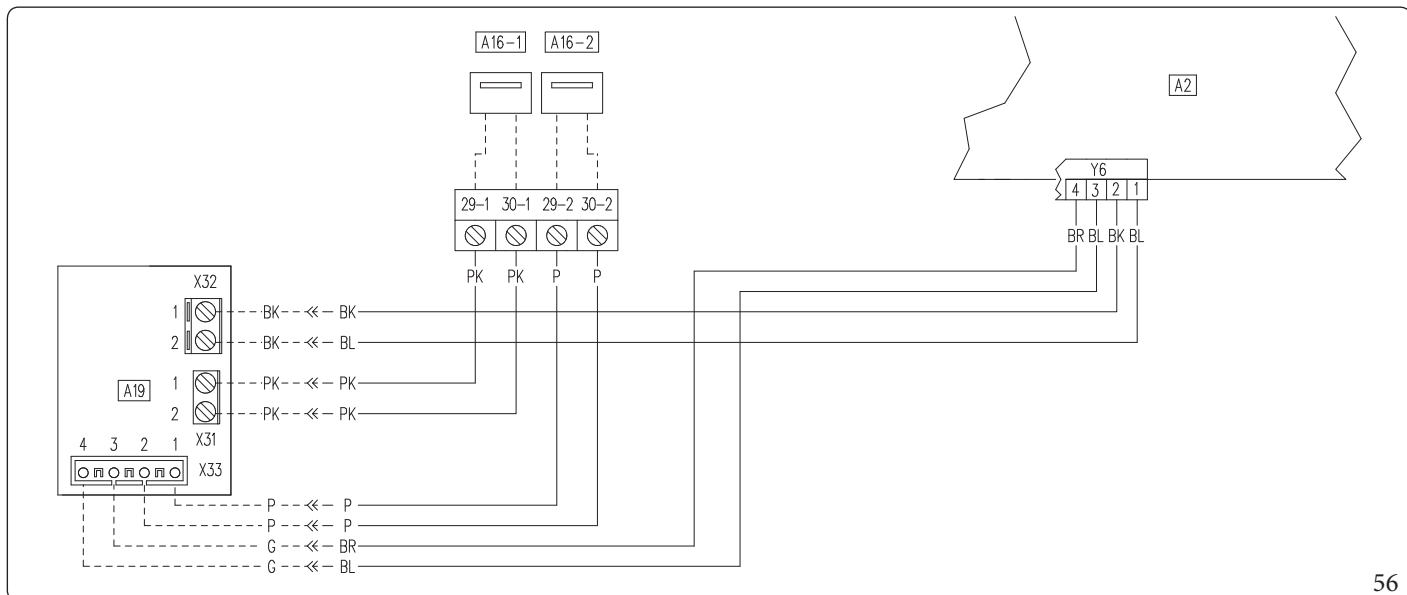 A16-1 A16-2
A2
Y6
4 3 2 1
29-1 30-1 29-2 30-2
BR BL BK BL
PK PK P P
X32
1 BK BK
2 BK BL
A19
1 PK PK
2 PK PK
X31
4 3 2 1
X33
P P
P P
G BR
G BL
56